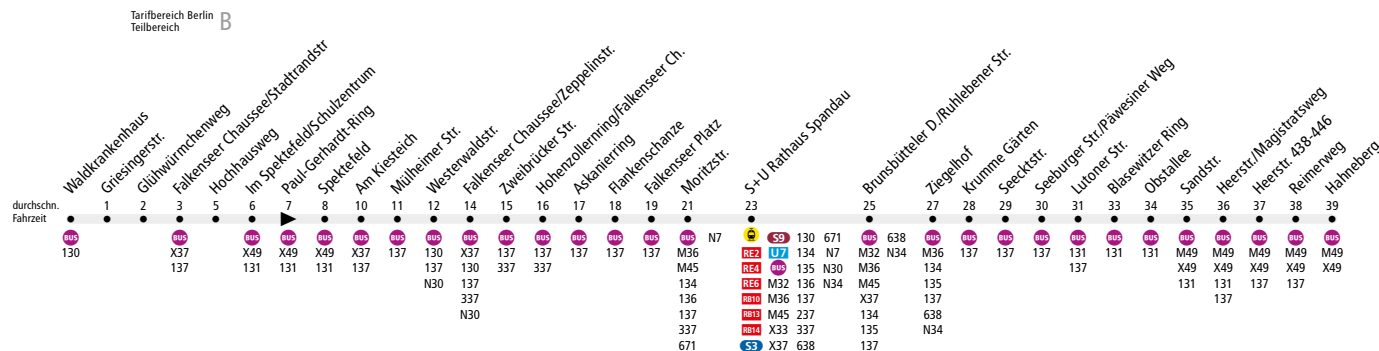 Tarifbereich Berlin
Teilbereich B
Waldkrankenhaus
Griesingerstr.
Glühwürmchenweg
Falkenseer Chaussee/Stadtrandstr
Hochhausweg
Im Spektefeld/Schulzentrum
Paul-Gerhardt-Ring
Spektefeld
Am Kiesteich
Mülheimer Str.
Westerwaldstr.
Falkenseer Chaussee/Zeppelinstr.
Zweibrücker Str.
Hohenzollernring/Falkenseer Ch.
Askanierring
Flankenschanze
Falkenseer Platz
Moritzstr.
S+U Rathaus Spandau
Brunsbütteler D./Ruhlebener Str.
Ziegelhof
Krumme Gärten
Seecktstr.
Seeburger Str./Päwesiner Weg
Lutoner Str.
Blasewitzer Ring
Obstallee
Sandstr.
Heerstr./Magistratsweg
Heerstr. 438-446
Reimerweg
Hahneberg
durchschn. 1 2 3 5 6 7 8 10 11 12 14 15 16 17 18 19 21 23 25 27 28 29 30 31 33 34 35 36 37 38 39
Fahrzeit
BUS BUS BUS BUS BUS BUS BUS BUS BUS BUS BUS BUS BUS BUS BUS N7 S9 130 671 BUS 638 BUS BUS BUS BUS BUS BUS BUS BUS BUS BUS BUS BUS
130 X37 X49 X49 X49 X37 137 130 X37 137 137 137 137 137 M36 RE2 U7 134 N7 M32 N34 M36 137 137 137 131 131 131 M49 M49 M49 M49 M49
137 131 131 131 137 137 130 337 337 M45 RE4 BUS 135 N30 M36 134 137 X49 X49 X49 X49 X49
N30 137 134 RE6 M32 136 N34 M45 135 131 131 137 137
337 136 RB10 M36 137 X37 137 137
N30 137 RB13 M45 237 134 638
337 RB14 X33 337 135 N34
671 S3 X37 638 137